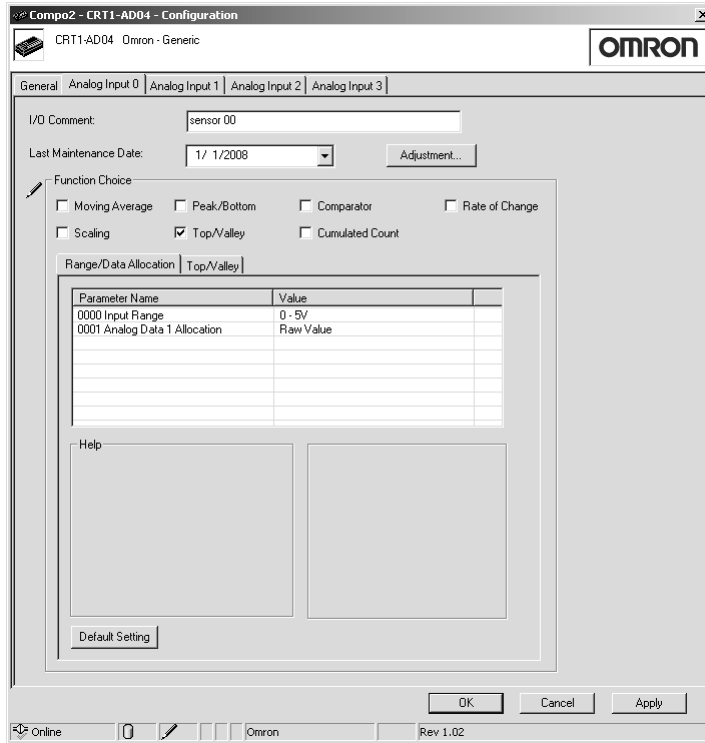 Compo2 - CRT1-AD04 - Configuration
CRT1-AD04 Omron - Generic
OMRON
General Analog Input 0 Analog Input 1 Analog Input 2 Analog Input 3
I/O Comment: sensor 00
Last Maintenance Date: 1/ 1/2008 Adjustment...
Function Choice
Moving Average Peak/Bottom Comparator Rate of Change
Scaling Top/Valley Cumulated Count
Range/Data Allocation Top/Valley
Parameter Name Value
0000 Input Range 0 - 5V
0001 Analog Data 1 Allocation Raw Value
Help
Default Setting
OK Cancel Apply
Online Omron Rev 1.02